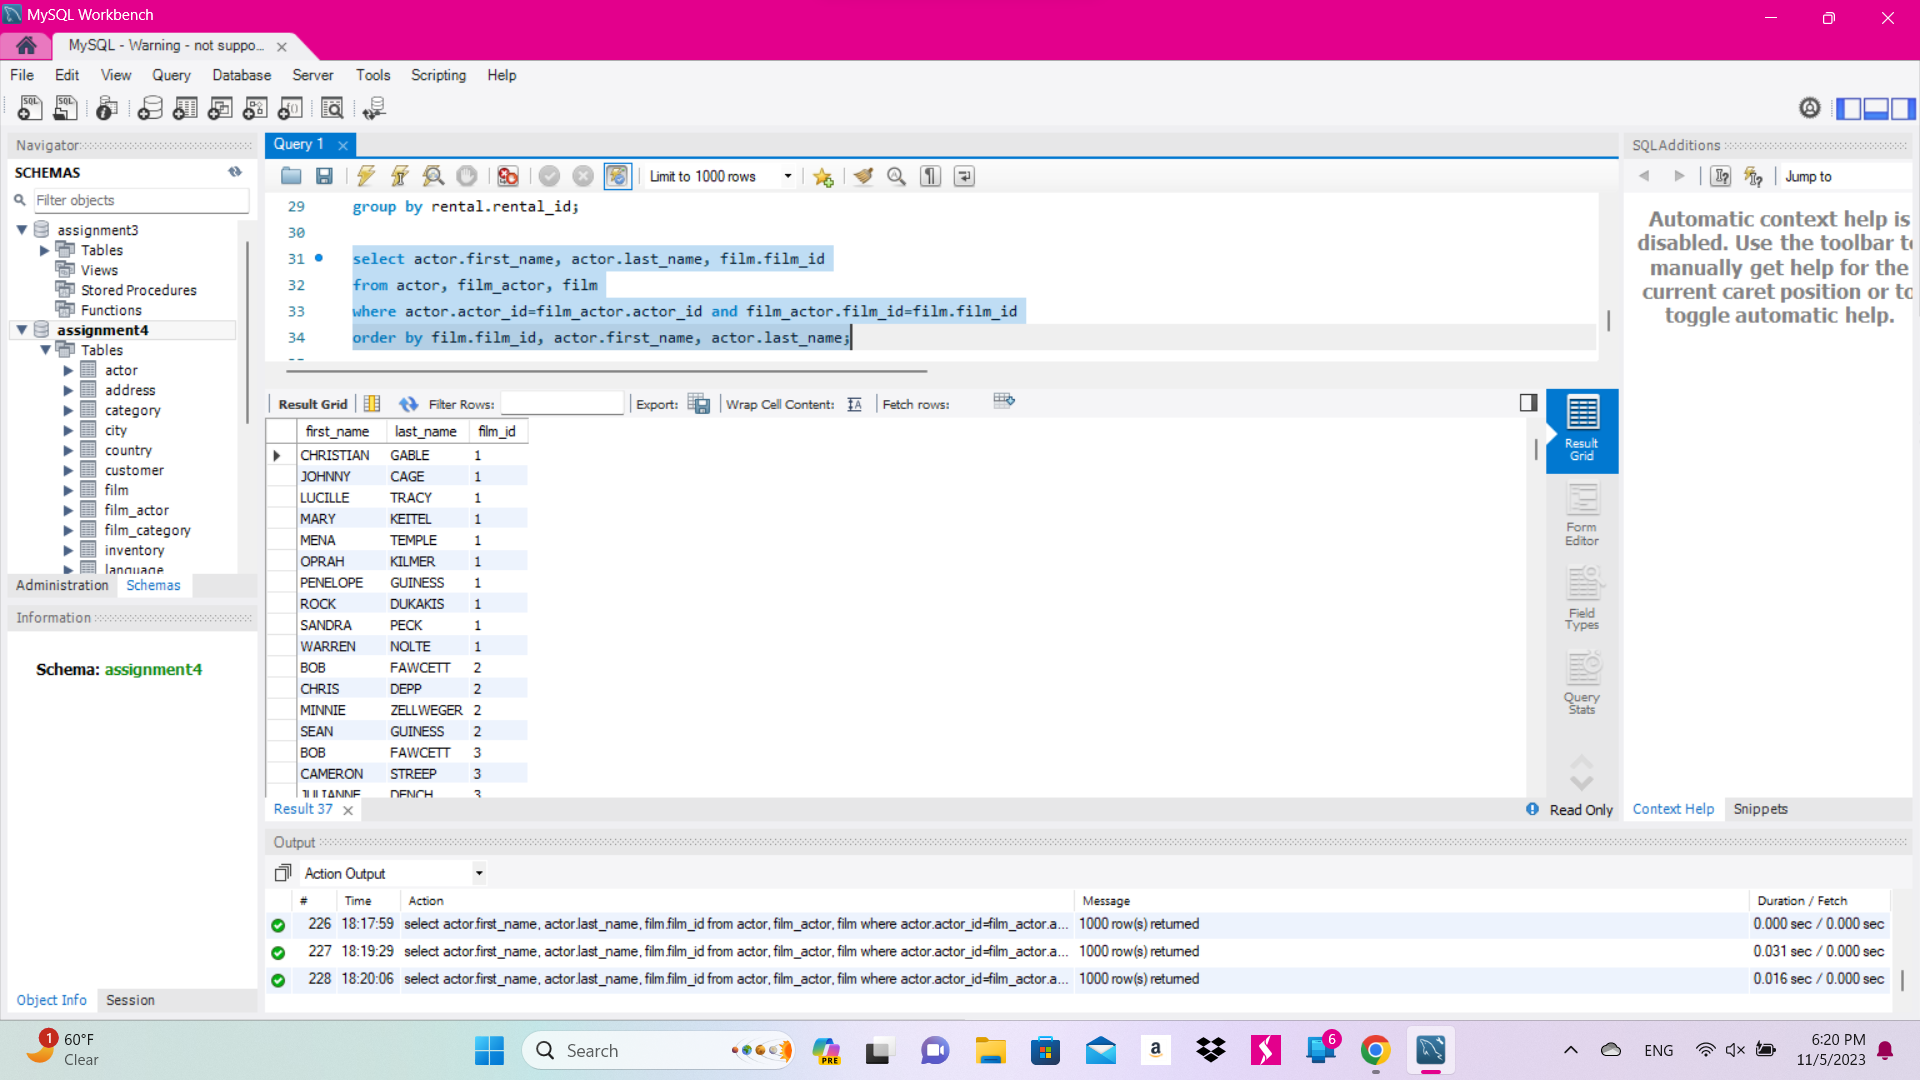 MySQL Workbench
MySQL - Warning - not suppo...
File Edit View Query Database Server Tools Scripting Help
Navigator
SCHEMAS
Filter objects
assignment3
Tables
Views
Stored Procedures
Functions
assignment4
Tables
actor
address
category
city
country
customer
film
film_actor
film_category
inventory
language
Administration Schemas
Information
Schema: assignment4
Object Info Session
Query 1
Limit to 1000 rows
29 group by rental.rental_id;
30
31 select actor.first_name, actor.last_name, film.film_id
32 from actor, film_actor, film
33 where actor.actor_id=film_actor.actor_id and film_actor.film_id=film.film_id
34 order by film.film_id, actor.first_name, actor.last_name;
Result Grid Filter Rows: Export: Wrap Cell Content: Fetch rows:
first_name last_name film_id
CHRISTIAN GABLE 1
JOHNNY CAGE 1
LUCILLE TRACY 1
MARY KEITEL 1
MENA TEMPLE 1
OPRAH KILMER 1
PENELOPE GUINESS 1
ROCK DUKAKIS 1
SANDRA PECK 1
WARREN NOLTE 1
BOB FAWCETT 2
CHRIS DEPP 2
MINNIE ZELLWEGER 2
SEAN GUINESS 2
BOB FAWCETT 3
CAMERON STREEP 3
JULIANNE DENCH 3
Result Grid
Form Editor
Field Types
Query Stats
Result 37
Read Only
SQLAdditions
Jump to
Automatic context help is
disabled. Use the toolbar to
manually get help for the
current caret position or to
toggle automatic help.
Context Help Snippets
Output
Action Output
# Time Action Message Duration / Fetch
226 18:17:59 select actor.first_name, actor.last_name, film.film_id from actor, film_actor, film where actor.actor_id=film_actor.a... 1000 row(s) returned 0.000 sec / 0.000 sec
227 18:19:29 select actor.first_name, actor.last_name, film.film_id from actor, film_actor, film where actor.actor_id=film_actor.a... 1000 row(s) returned 0.031 sec / 0.000 sec
228 18:20:06 select actor.first_name, actor.last_name, film.film_id from actor, film_actor, film where actor.actor_id=film_actor.a... 1000 row(s) returned 0.016 sec / 0.000 sec
1
60°F
Clear
Search
PRE
a
6
ENG
6:20 PM
11/5/2023